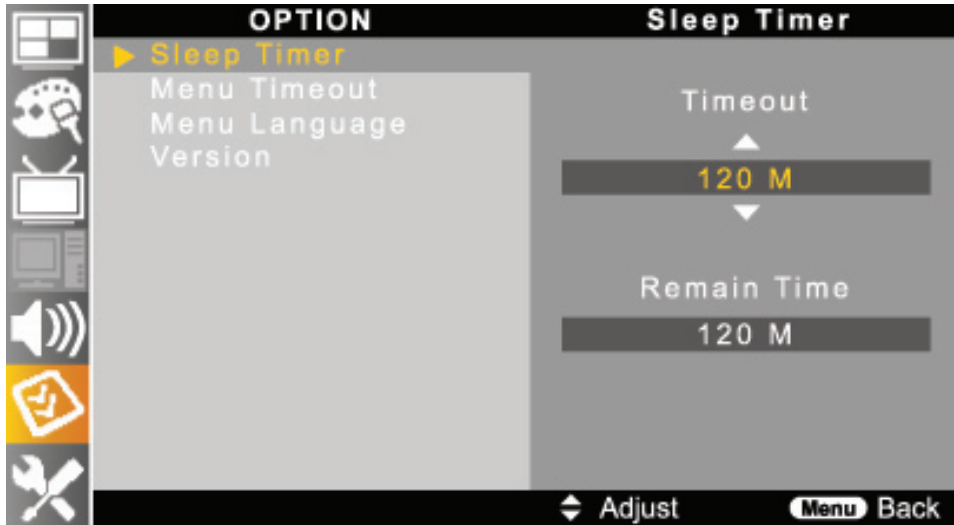 OPTION
Sleep Timer
Menu Timeout
Menu Language
Version
Sleep Timer
Timeout
120 M
Remain Time
120 M
Adjust Menu Back